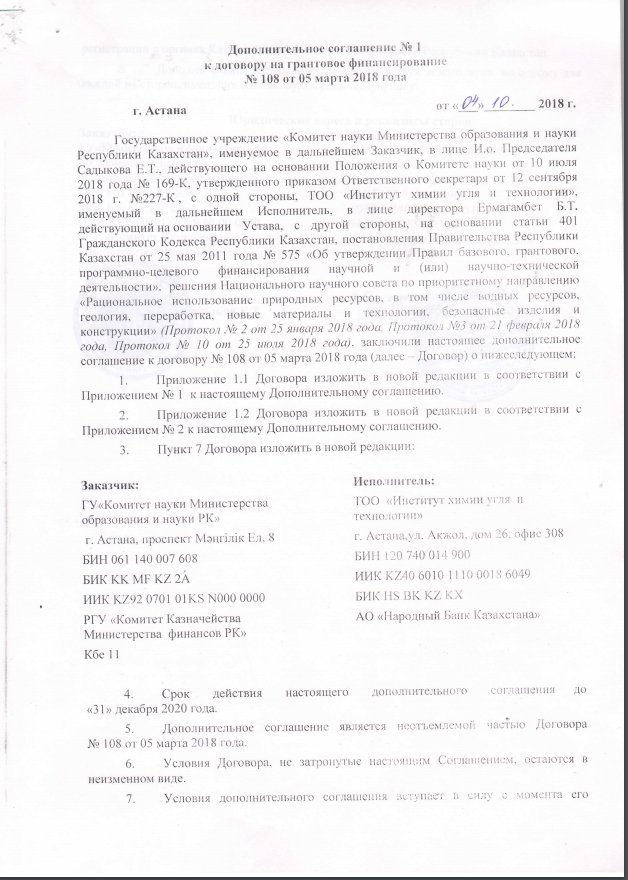 Дополнительное соглашение № 1
к договору на грантовое финансирование
№ 108 от 05 марта 2018 года
г. Астана от « 04 » 10. 2018 г.
Государственное учреждение «Комитет науки Министерства образования и науки
Республики Казахстан», именуемое в дальнейшем Заказчик, в лице И.о. Председателя
Садыкова Е.Т., действующего на основании Положения о Комитете науки от 10 июля
2018 года № 169-К, утвержденного приказом Ответственного секретаря от 12 сентября
2018 г. №227-К , с одной стороны, ТОО «Институт химии угля и технологии»,
именуемый в дальнейшем Исполнитель, в лице директора Ермагамбет Б.Т.
действующий на основании Устава, с другой стороны, на основании статьи 401
Гражданского Кодекса Республики Казахстан, постановления Правительства Республики
Казахстан от 25 мая 2011 года № 575 «Об утверждении Правил базового, грантового,
программно-целевого финансирования научной и (или) научно-технической
деятельности», решения Национального научного совета по приоритетному направлению
«Рациональное использование природных ресурсов, в том числе водных ресурсов,
геология, переработка, новые материалы и технологии, безопасные изделия и
конструкции» (Протокол № 2 от 25 января 2018 года, Протокол №3 от 21 февраля 2018
года, Протокол № 10 от 25 июля 2018 года), заключили настоящее дополнительное
соглашение к договору № 108 от 05 марта 2018 года (далее – Договор) о нижеследующем:
1. Приложение 1.1 Договора изложить в новой редакции в соответствии с
Приложением № 1 к настоящему Дополнительному соглашению.
2. Приложение 1.2 Договора изложить в новой редакции в соответствии с
Приложением № 2 к настоящему Дополнительному соглашению.
3. Пункт 7 Договора изложить в новой редакции:
Заказчик:
ГУ«Комитет науки Министерства
образования и науки РК»
г. Астана, проспект Мәңгілік Ел, 8
БИН 061 140 007 608
БИК KK MF KZ 2A
ИИК KZ92 0701 01KS N000 0000
РГУ «Комитет Казначейства
Министерства финансов РК»
Кбе 11
Исполнитель:
ТОО «Институт химии угля и
технологии»
г. Астана,ул. Акжол, дом 26, офис 308
БИН 120 740 014 900
ИИК KZ40 6010 1110 0018 6049
БИК HS BK KZ KX
АО «Народный Банк Казахстана»
4. Срок действия настоящего дополнительного соглашения до
«31» декабря 2020 года.
5. Дополнительное соглашение является неотъемлемой частью Договора
№ 108 от 05 марта 2018 года.
6. Условия Договора, не затронутые настоящим Соглашением, остаются в
неизменном виде.
7. Условия дополнительного соглашения вступает в силу с момента его